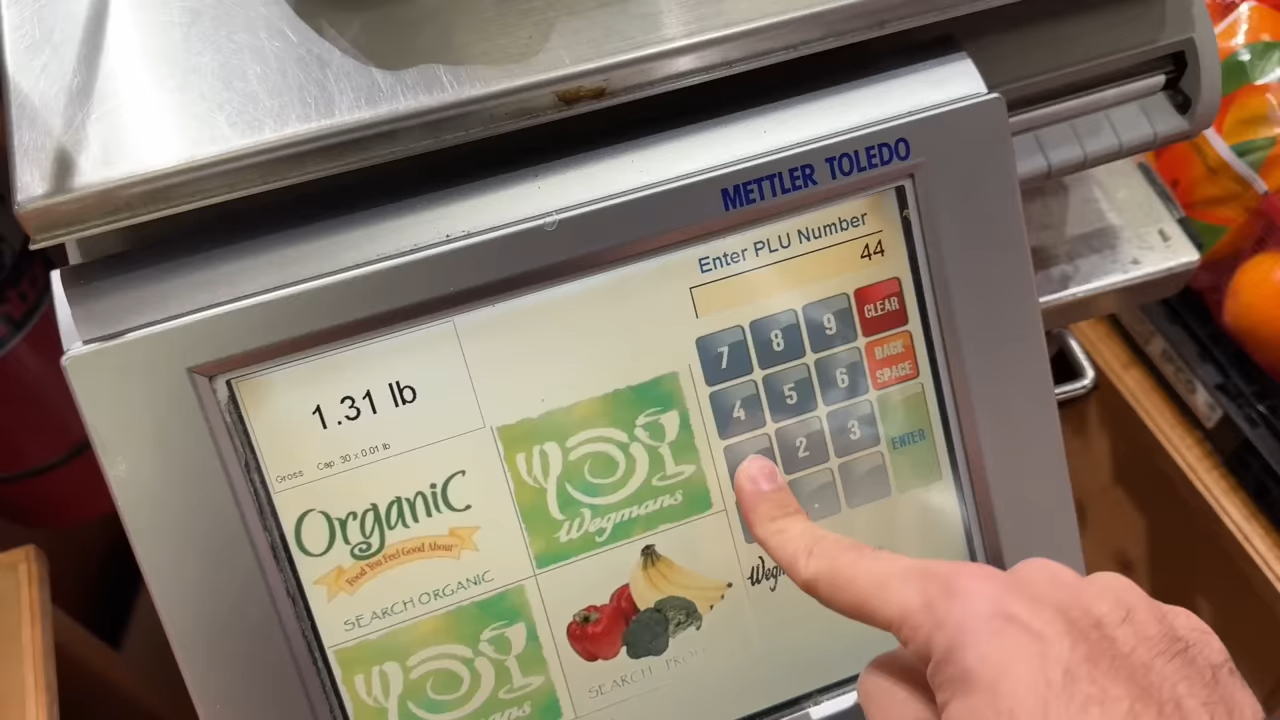 METTLER TOLEDO
Enter PLU Number
44
1.31 lb
Gross Cap. 30 x 0.01 lb
7 8 9 CLEAR
4 5 6 BACK SPACE
2 3 ENTER
.
OrganiC
Food You Feel Good About
SEARCH ORGANIC
Wegmans
SEARCH